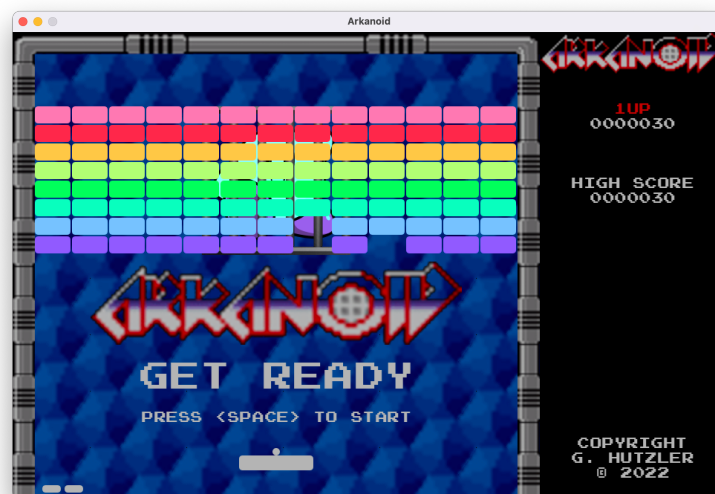 Arkanoid
ARKANOID
1UP
0000030
HIGH SCORE
0000030
ARKANOID
GET READY
PRESS <SPACE> TO START
COPYRIGHT
G. HUTZLER
© 2022